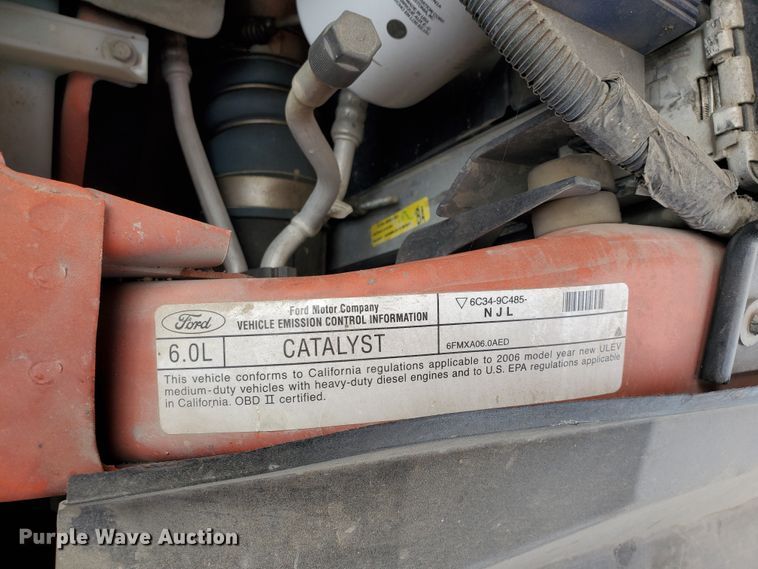 Ford
Ford Motor Company
VEHICLE EMISSION CONTROL INFORMATION
▽ 6C34-9C485-
NJL
6.0L
CATALYST
6FMXA06.0AED
This vehicle conforms to California regulations applicable to 2006 model year new ULEV
medium-duty vehicles with heavy-duty diesel engines and to U.S. EPA regulations applicable
in California. OBD II certified.
Purple Wave Auction